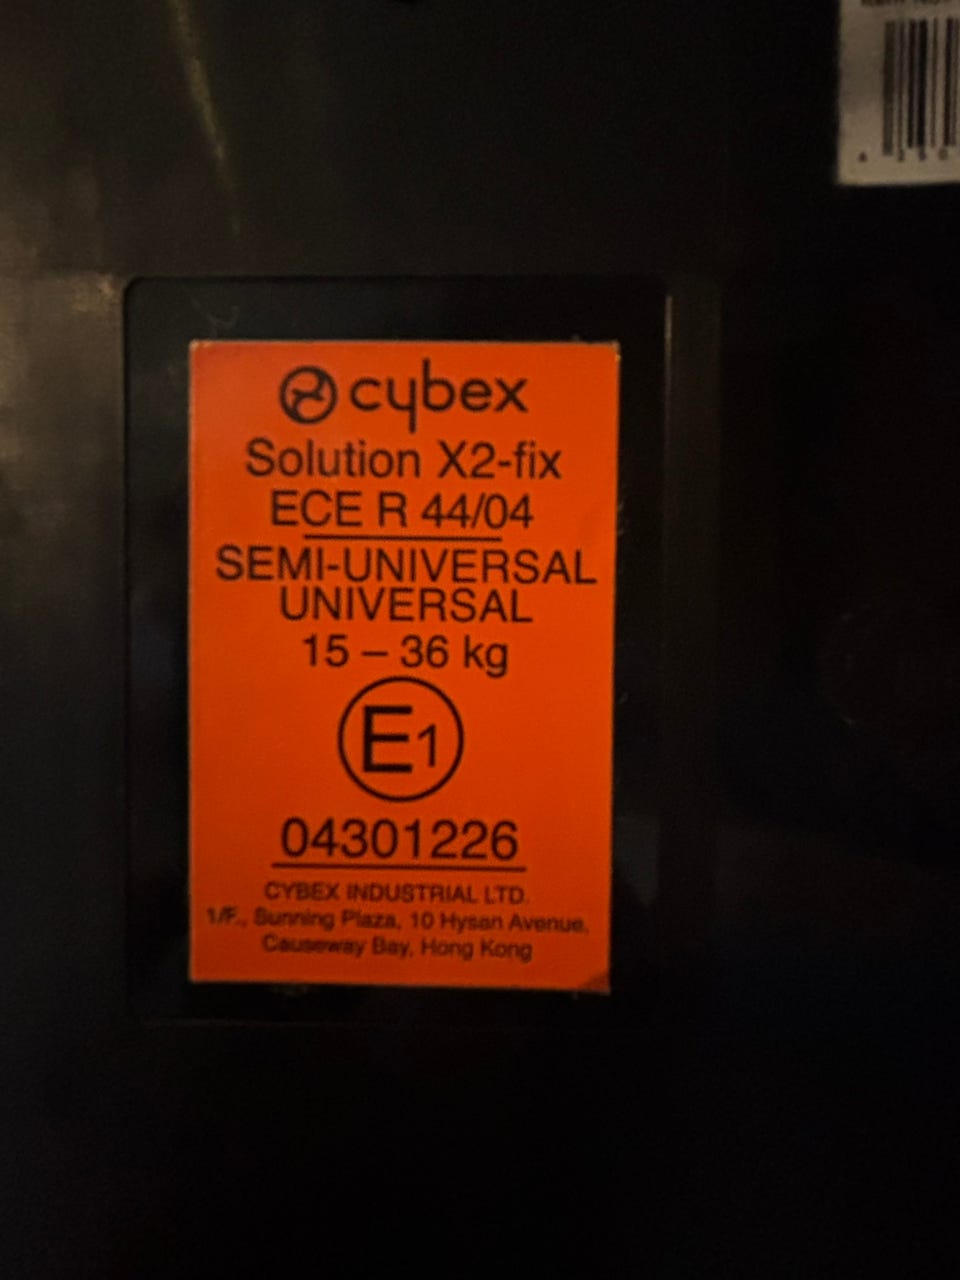 cybex
Solution X2-fix
ECE R 44/04
SEMI-UNIVERSAL
UNIVERSAL
15 – 36 kg
E1
04301226
CYBEX INDUSTRIAL LTD.
1/F., Sunning Plaza, 10 Hysan Avenue,
Causeway Bay, Hong Kong